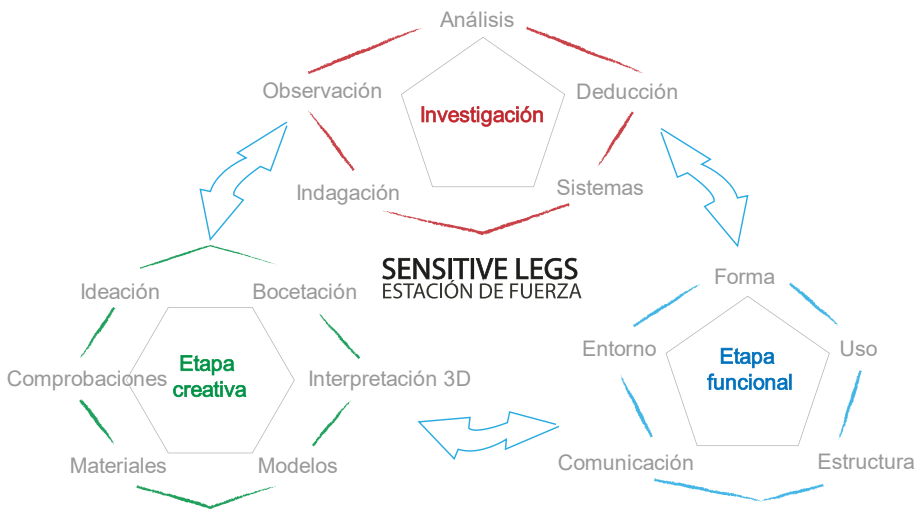 Análisis
Observación
Deducción
Investigación
Indagación
Sistemas
SENSITIVE LEGS
ESTACIÓN DE FUERZA
Ideación
Bocetación
Etapa
creativa
Comprobaciones
Interpretación 3D
Materiales
Modelos
Forma
Entorno
Uso
Etapa
funcional
Comunicación
Estructura